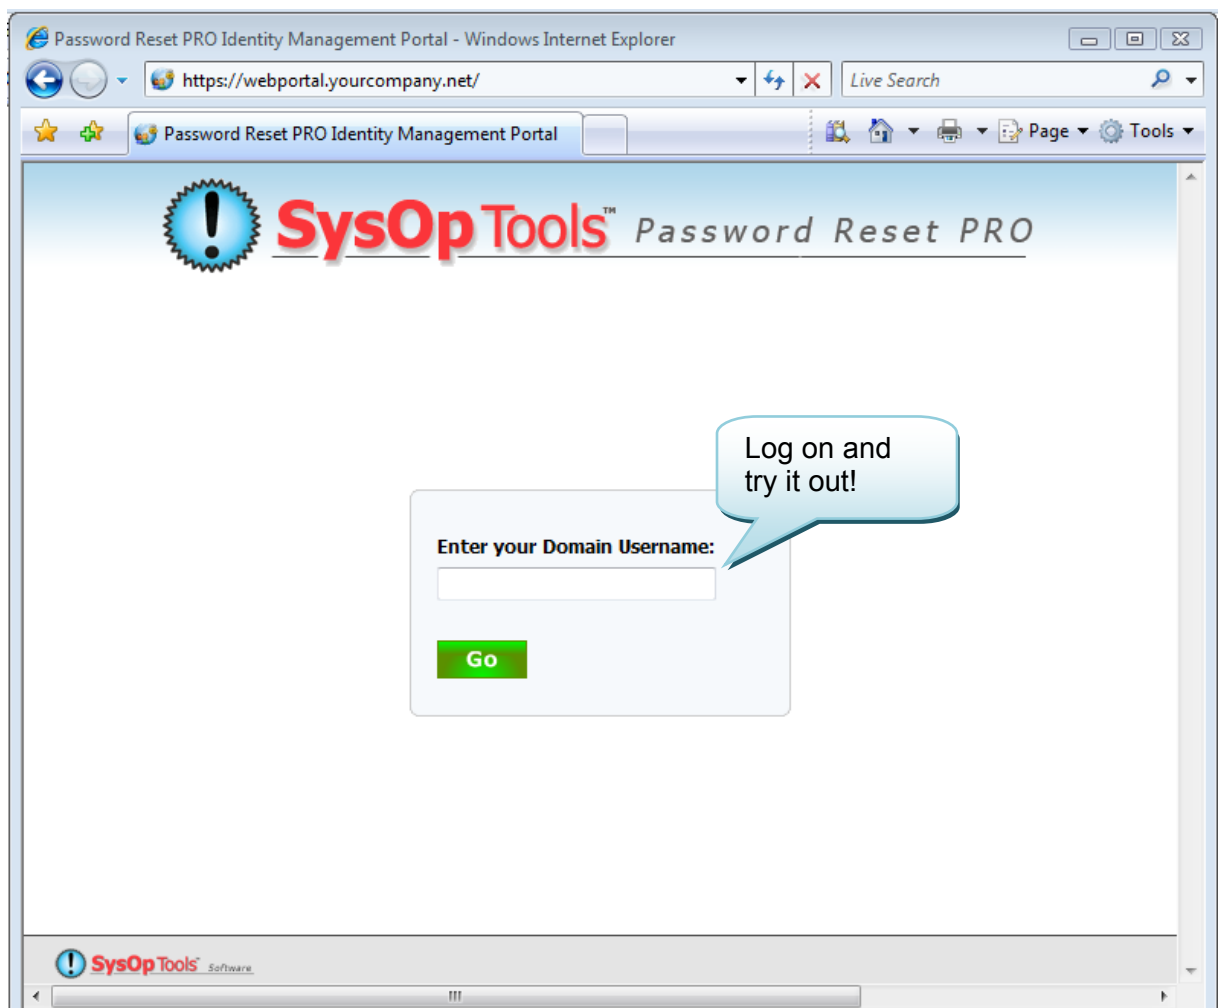 Password Reset PRO Identity Management Portal - Windows Internet Explorer
https://webportal.yourcompany.net/
Live Search
Password Reset PRO Identity Management Portal
Page
Tools
SysOp Tools™ Password Reset PRO
Log on and
try it out!
Enter your Domain Username:
Go
SysOp Tools™ Software